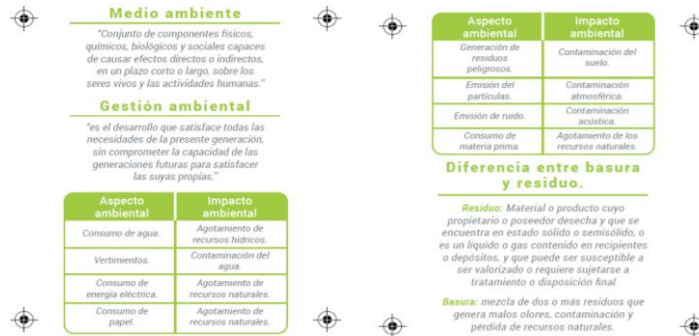 Medio ambiente
"Conjunto de componentes físicos,
químicos, biológicos y sociales capaces
de causar efectos directos o indirectos,
en un plazo corto o largo, sobre los
seres vivos y las actividades humanas."
Gestión ambiental
"es el desarrollo que satisface todas las
necesidades de la presente generación,
sin comprometer la capacidad de las
generaciones futuras para satisfacer
las suyas propias."
Aspecto
ambiental
Impacto
ambiental
Consumo de agua.
Agotamiento de
recursos hídricos.
Vertimientos.
Contaminación del
agua.
Consumo de
energía eléctrica.
Agotamiento de
recursos naturales.
Consumo de
papel.
Agotamiento de
recursos naturales.
Aspecto
ambiental
Impacto
ambiental
Generación de
residuos
peligrosos.
Contaminación del
suelo.
Emisión del
partículas.
Contaminación
atmosférica.
Emisión de ruido.
Contaminación
acústica.
Consumo de
materia prima.
Agotamiento de los
recursos naturales.
Diferencia entre basura
y residuo.
Residuo: Material o producto cuyo
propietario o poseedor desecha y que se
encuentra en estado sólido o semisólido, o
es un líquido o gas contenido en recipientes
o depósitos, y que puede ser susceptible a
ser valorizado o requiere sujetarse a
tratamiento o disposición final
Basura: mezcla de dos o más residuos que
genera malos olores, contaminación y
pérdida de recursos naturales.